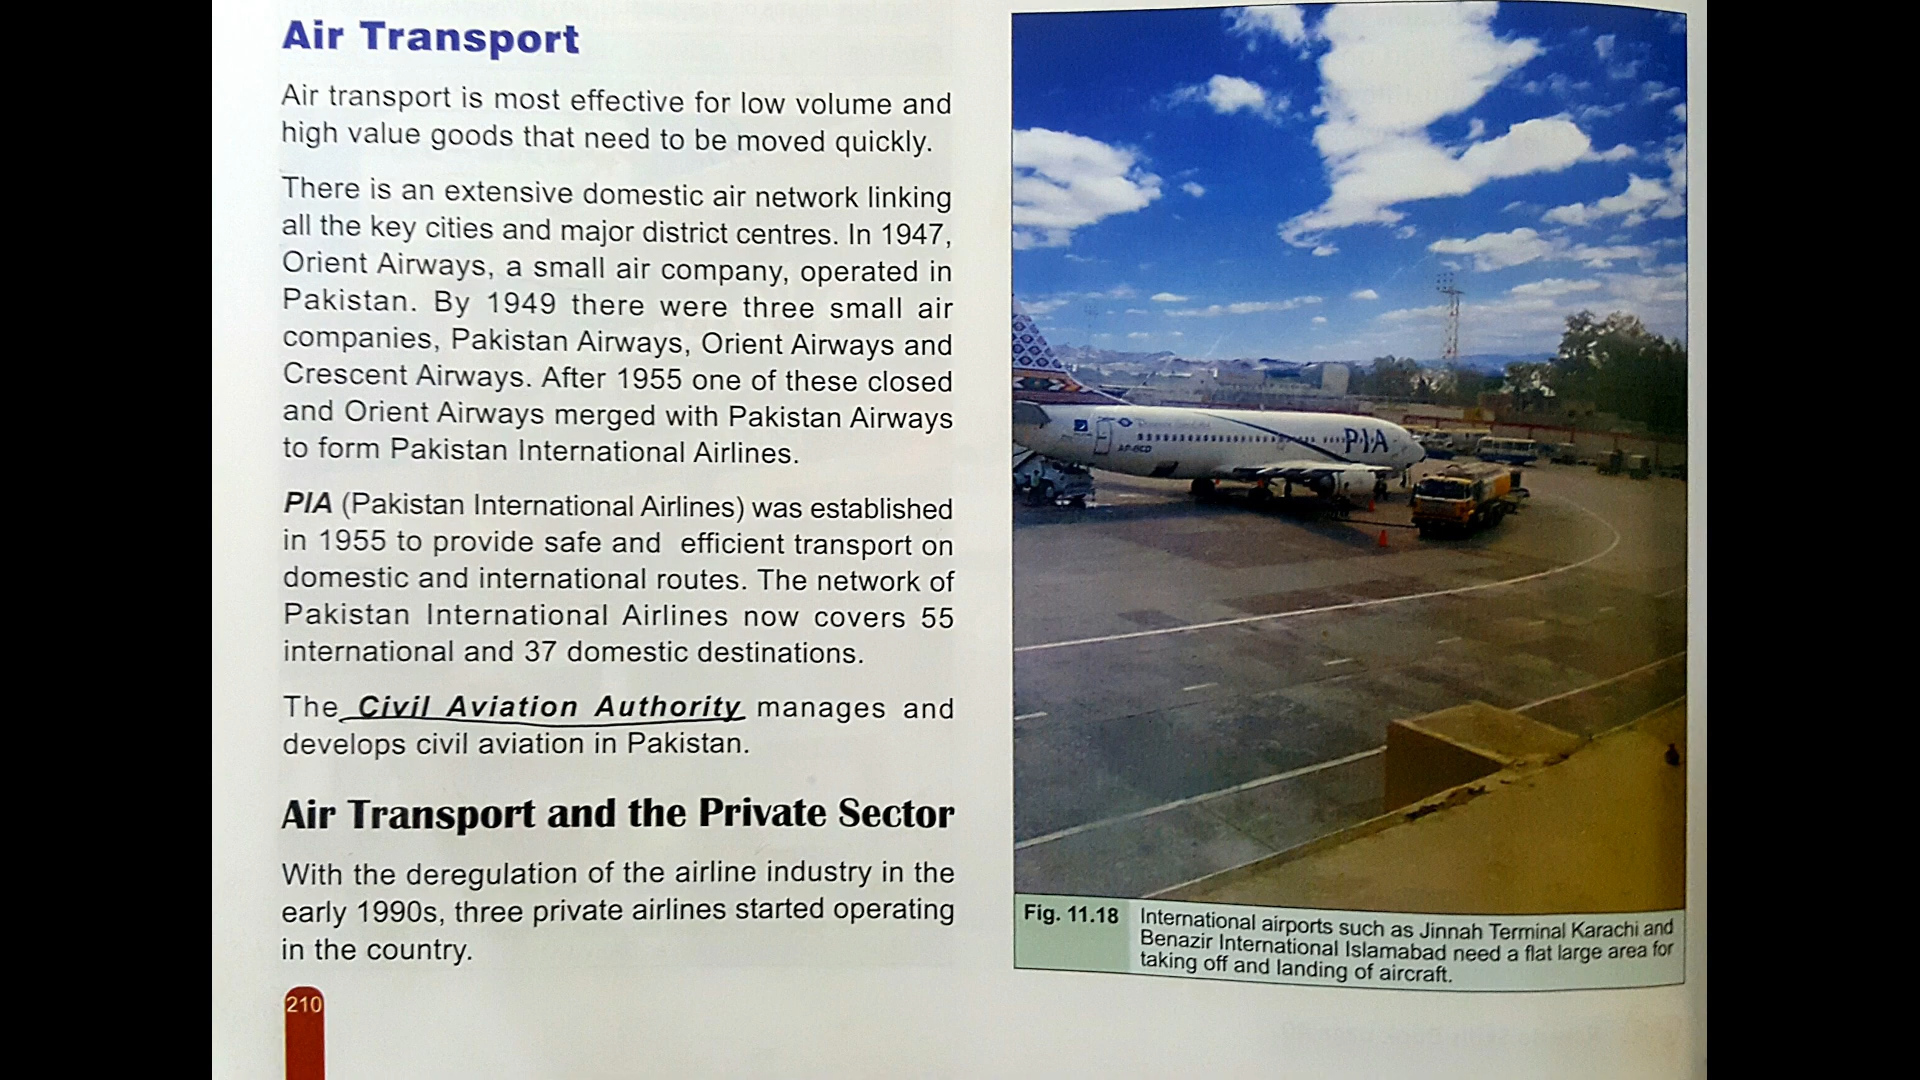 Air Transport
Air transport is most effective for low volume and
high value goods that need to be moved quickly.
There is an extensive domestic air network linking
all the key cities and major district centres. In 1947,
Orient Airways, a small air company, operated in
Pakistan. By 1949 there were three small air
companies, Pakistan Airways, Orient Airways and
Crescent Airways. After 1955 one of these closed
and Orient Airways merged with Pakistan Airways
to form Pakistan International Airlines.
PIA (Pakistan International Airlines) was established
in 1955 to provide safe and efficient transport on
domestic and international routes. The network of
Pakistan International Airlines now covers 55
international and 37 domestic destinations.
The Civil Aviation Authority manages and
develops civil aviation in Pakistan.
Air Transport and the Private Sector
With the deregulation of the airline industry in the
early 1990s, three private airlines started operating
in the country.
210
PIA
Fig. 11.18 International airports such as Jinnah Terminal Karachi and
Benazir International Islamabad need a flat large area for
taking off and landing of aircraft.